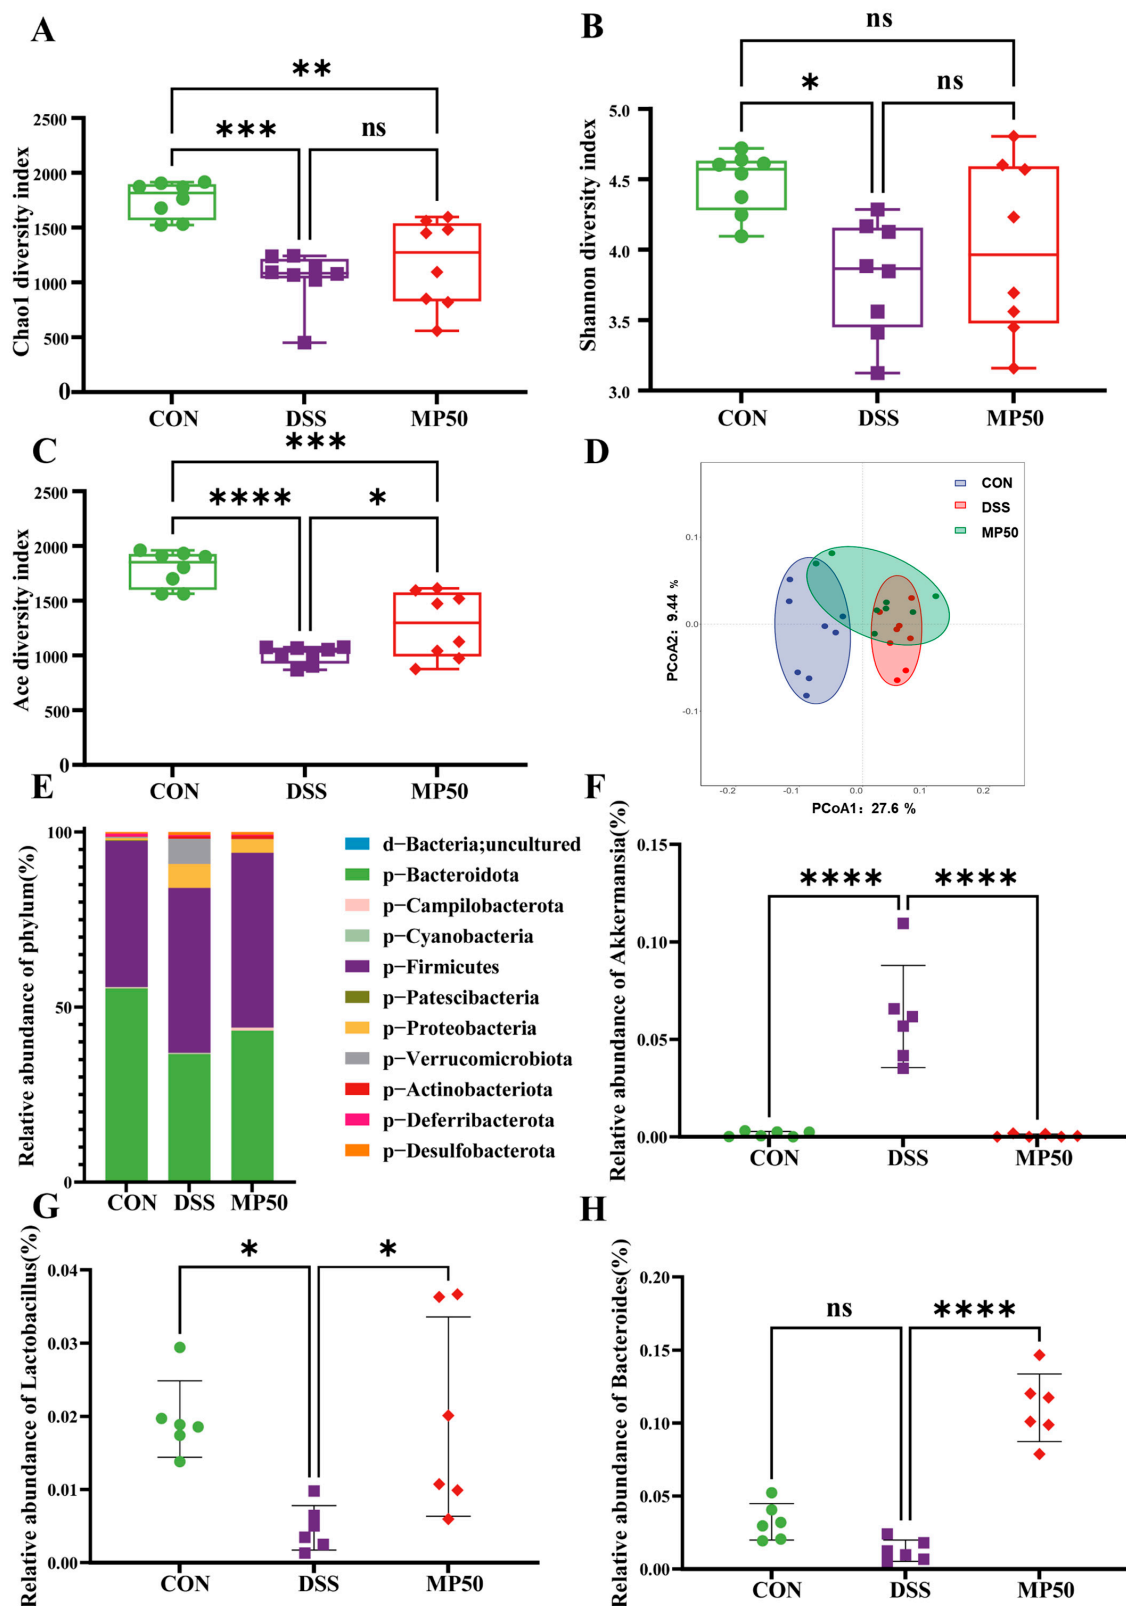 A
**
***
ns
Chao1 diversity index
2500
2000
1500
1000
500
0
CON DSS MP50
B
ns
*
ns
Shannon diversity index
5.0
4.5
4.0
3.5
3.0
CON DSS MP50
C
***
****
*
Ace diversity index
2500
2000
1500
1000
500
0
CON DSS MP50
D
CON
DSS
MP50
PCoA2: 9.44 %
0.1
0.0
-0.1
-0.2 -0.1 0.0 0.1 0.2
PCoA1: 27.6 %
E
Relative abundance of phylum(%)
100
50
0
CON DSS MP50
d−Bacteria;uncultured
p−Bacteroidota
p−Campilobacterota
p−Cyanobacteria
p−Firmicutes
p−Patescibacteria
p−Proteobacteria
p−Verrucomicrobiota
p−Actinobacteriota
p−Deferribacterota
p−Desulfobacterota
F
Relative abundance of Akkermansia(%)
0.15
0.10
0.05
0.00
****
****
CON DSS MP50
G
Relative abundance of Lactobacillus(%)
0.04
0.03
0.02
0.01
0.00
*
*
CON DSS MP50
H
Relative abundance of Bacteroides(%)
0.20
0.15
0.10
0.05
0.00
ns
****
CON DSS MP50